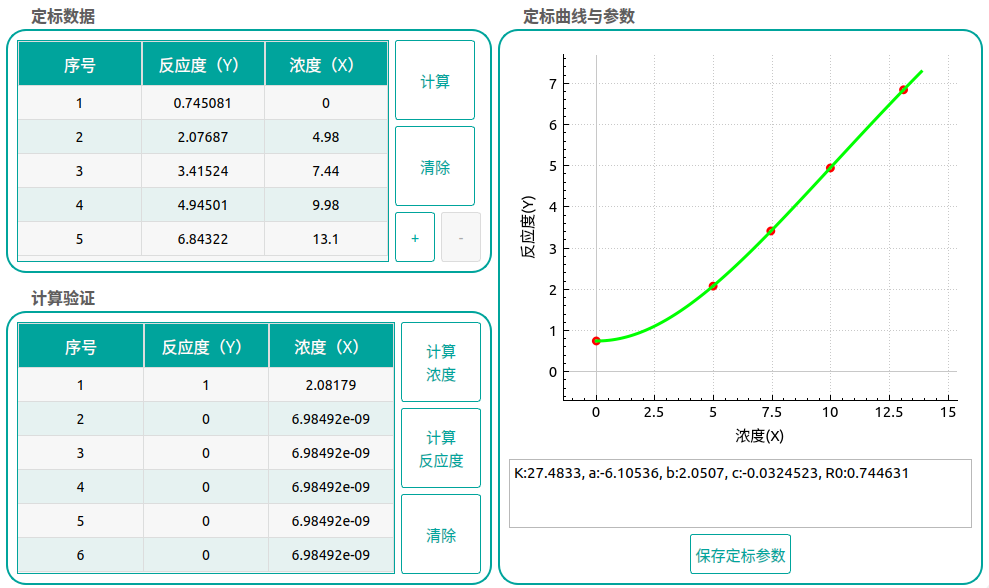 定标数据
序号 反应度（Y） 浓度（X）
1 0.745081 0
2 2.07687 4.98
3 3.41524 7.44
4 4.94501 9.98
5 6.84322 13.1
计算
清除
+ -
计算验证
序号 反应度（Y） 浓度（X）
1 1 2.08179
2 0 6.98492e-09
3 0 6.98492e-09
4 0 6.98492e-09
5 0 6.98492e-09
6 0 6.98492e-09
计算
浓度
计算
反应度
清除
定标曲线与参数
反应度(Y)
7
6
5
4
3
2
1
0
0 2.5 5 7.5 10 12.5 15
浓度(X)
K:27.4833, a:-6.10536, b:2.0507, c:-0.0324523, R0:0.744631
保存定标参数